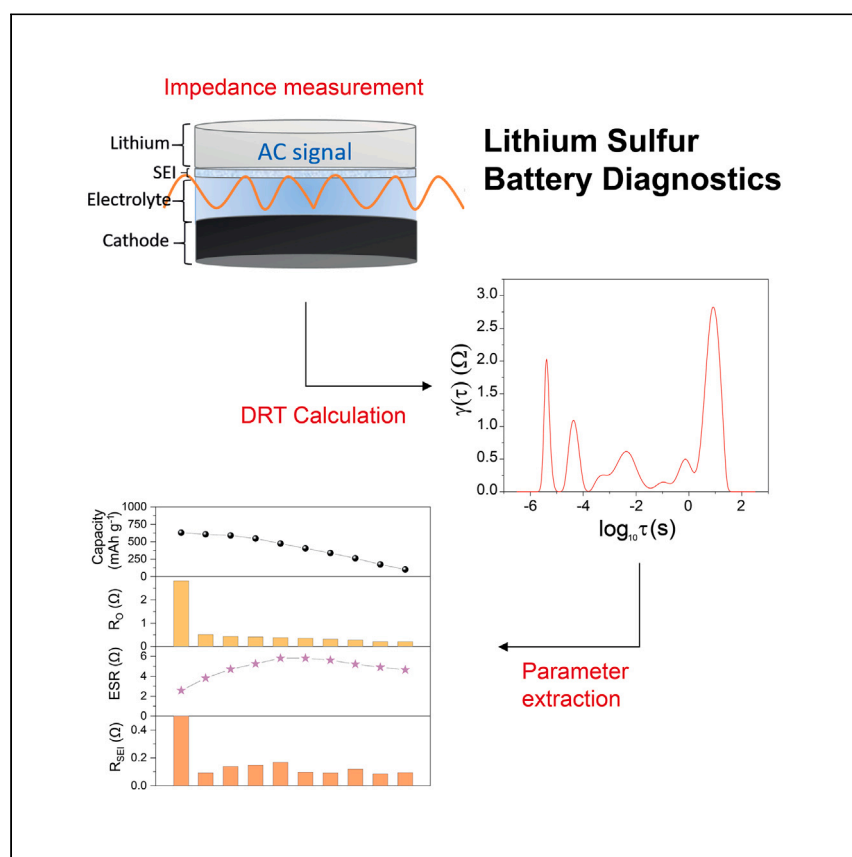 Impedance measurement
Lithium
AC signal
SEI
Electrolyte
Cathode
Lithium Sulfur
Battery Diagnostics
γ(τ) (Ω)
3.0
2.5
2.0
1.5
1.0
0.5
0.0
-6 -4 -2 0 2
log₁₀τ(s)
DRT Calculation
Capacity
(mAh g⁻¹)
1000
750
500
250
0
R_O (Ω)
2
1
0
ESR (Ω)
6
4
2
0
R_SEI (Ω)
0.4
0.2
0.0
Parameter
extraction